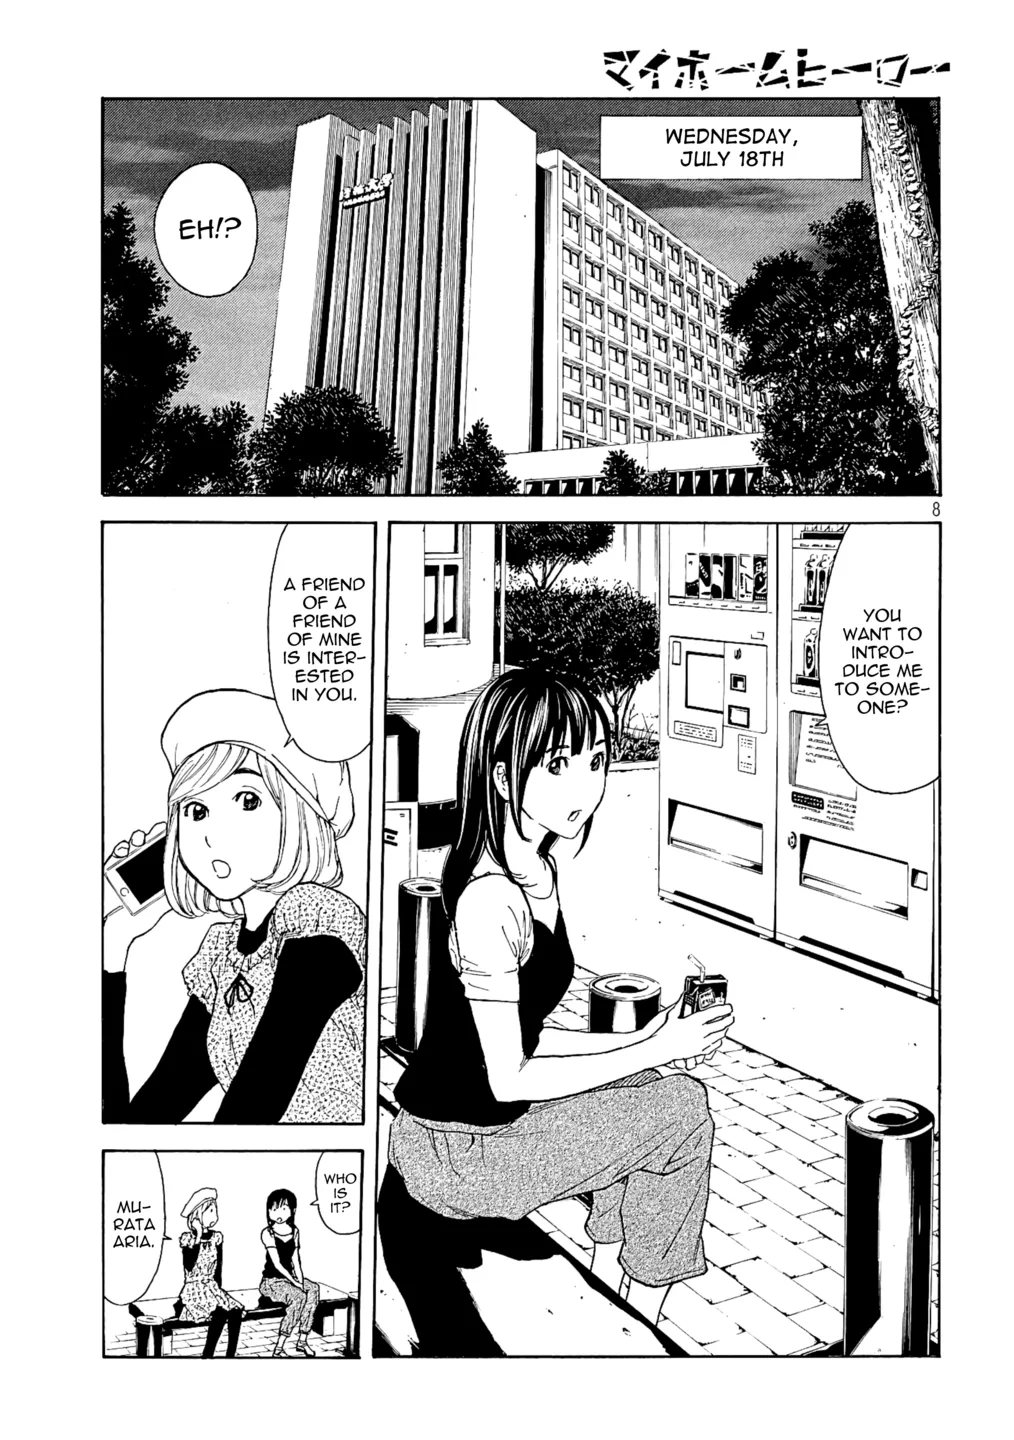 マイホームヒーロー
WEDNESDAY,
JULY 18TH
EH!?
8
YOU
WANT TO
INTRO-
DUCE ME
TO SOME-
ONE?
A FRIEND
OF A
FRIEND
OF MINE
IS INTER-
ESTED
IN YOU.
WHO
IS
IT?
MU-
RATA
ARIA.